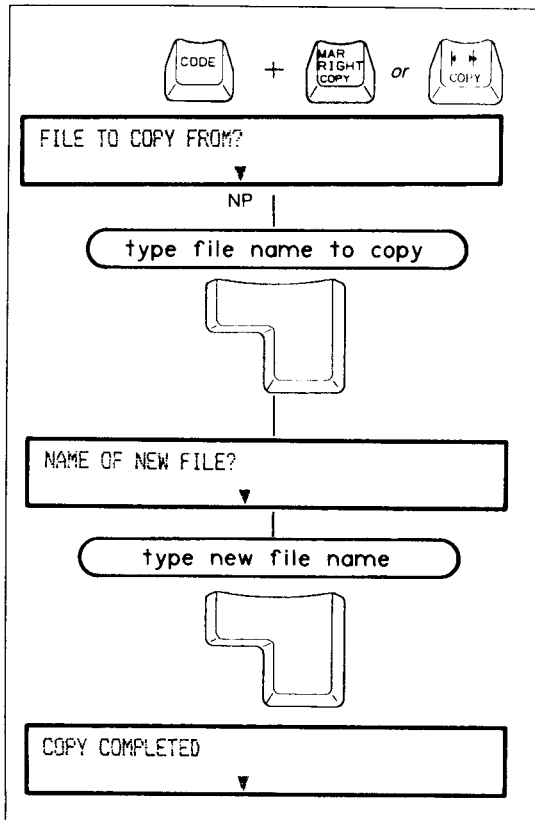 CODE + MAR RIGHT COPY or COPY
FILE TO COPY FROM?
NP
type file name to copy
NAME OF NEW FILE?
type new file name
COPY COMPLETED